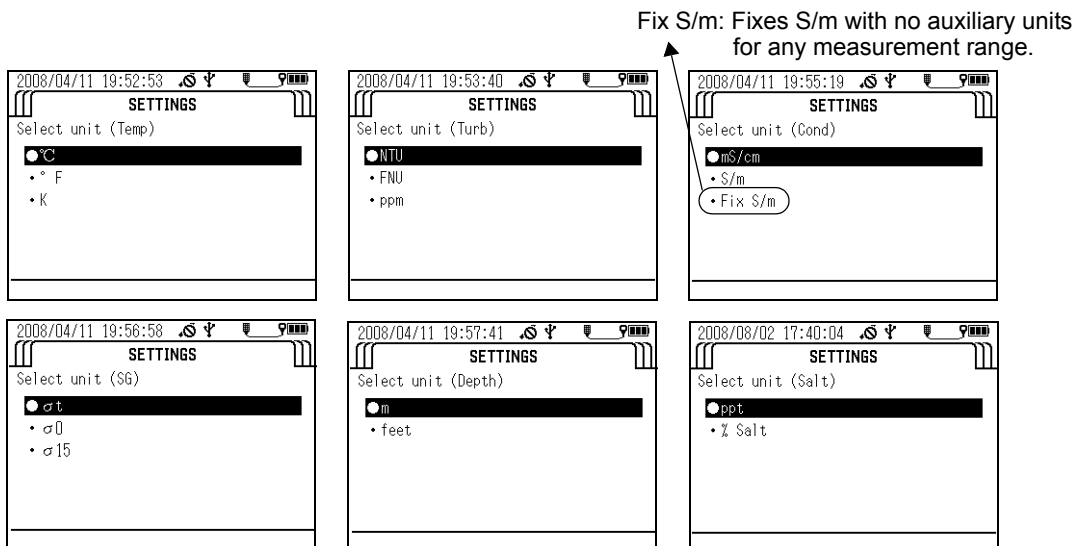 Fix S/m: Fixes S/m with no auxiliary units
for any measurement range.
2008/04/11 19:52:53
SETTINGS
Select unit (Temp)
●℃
• ° F
• K
2008/04/11 19:53:40
SETTINGS
Select unit (Turb)
●NTU
• FNU
• ppm
2008/04/11 19:55:19
SETTINGS
Select unit (Cond)
●mS/cm
• S/m
• Fix S/m
2008/04/11 19:56:58
SETTINGS
Select unit (SG)
● σt
• σ0
• σ15
2008/04/11 19:57:41
SETTINGS
Select unit (Depth)
●m
• feet
2008/08/02 17:40:04
SETTINGS
Select unit (Salt)
●ppt
• % Salt